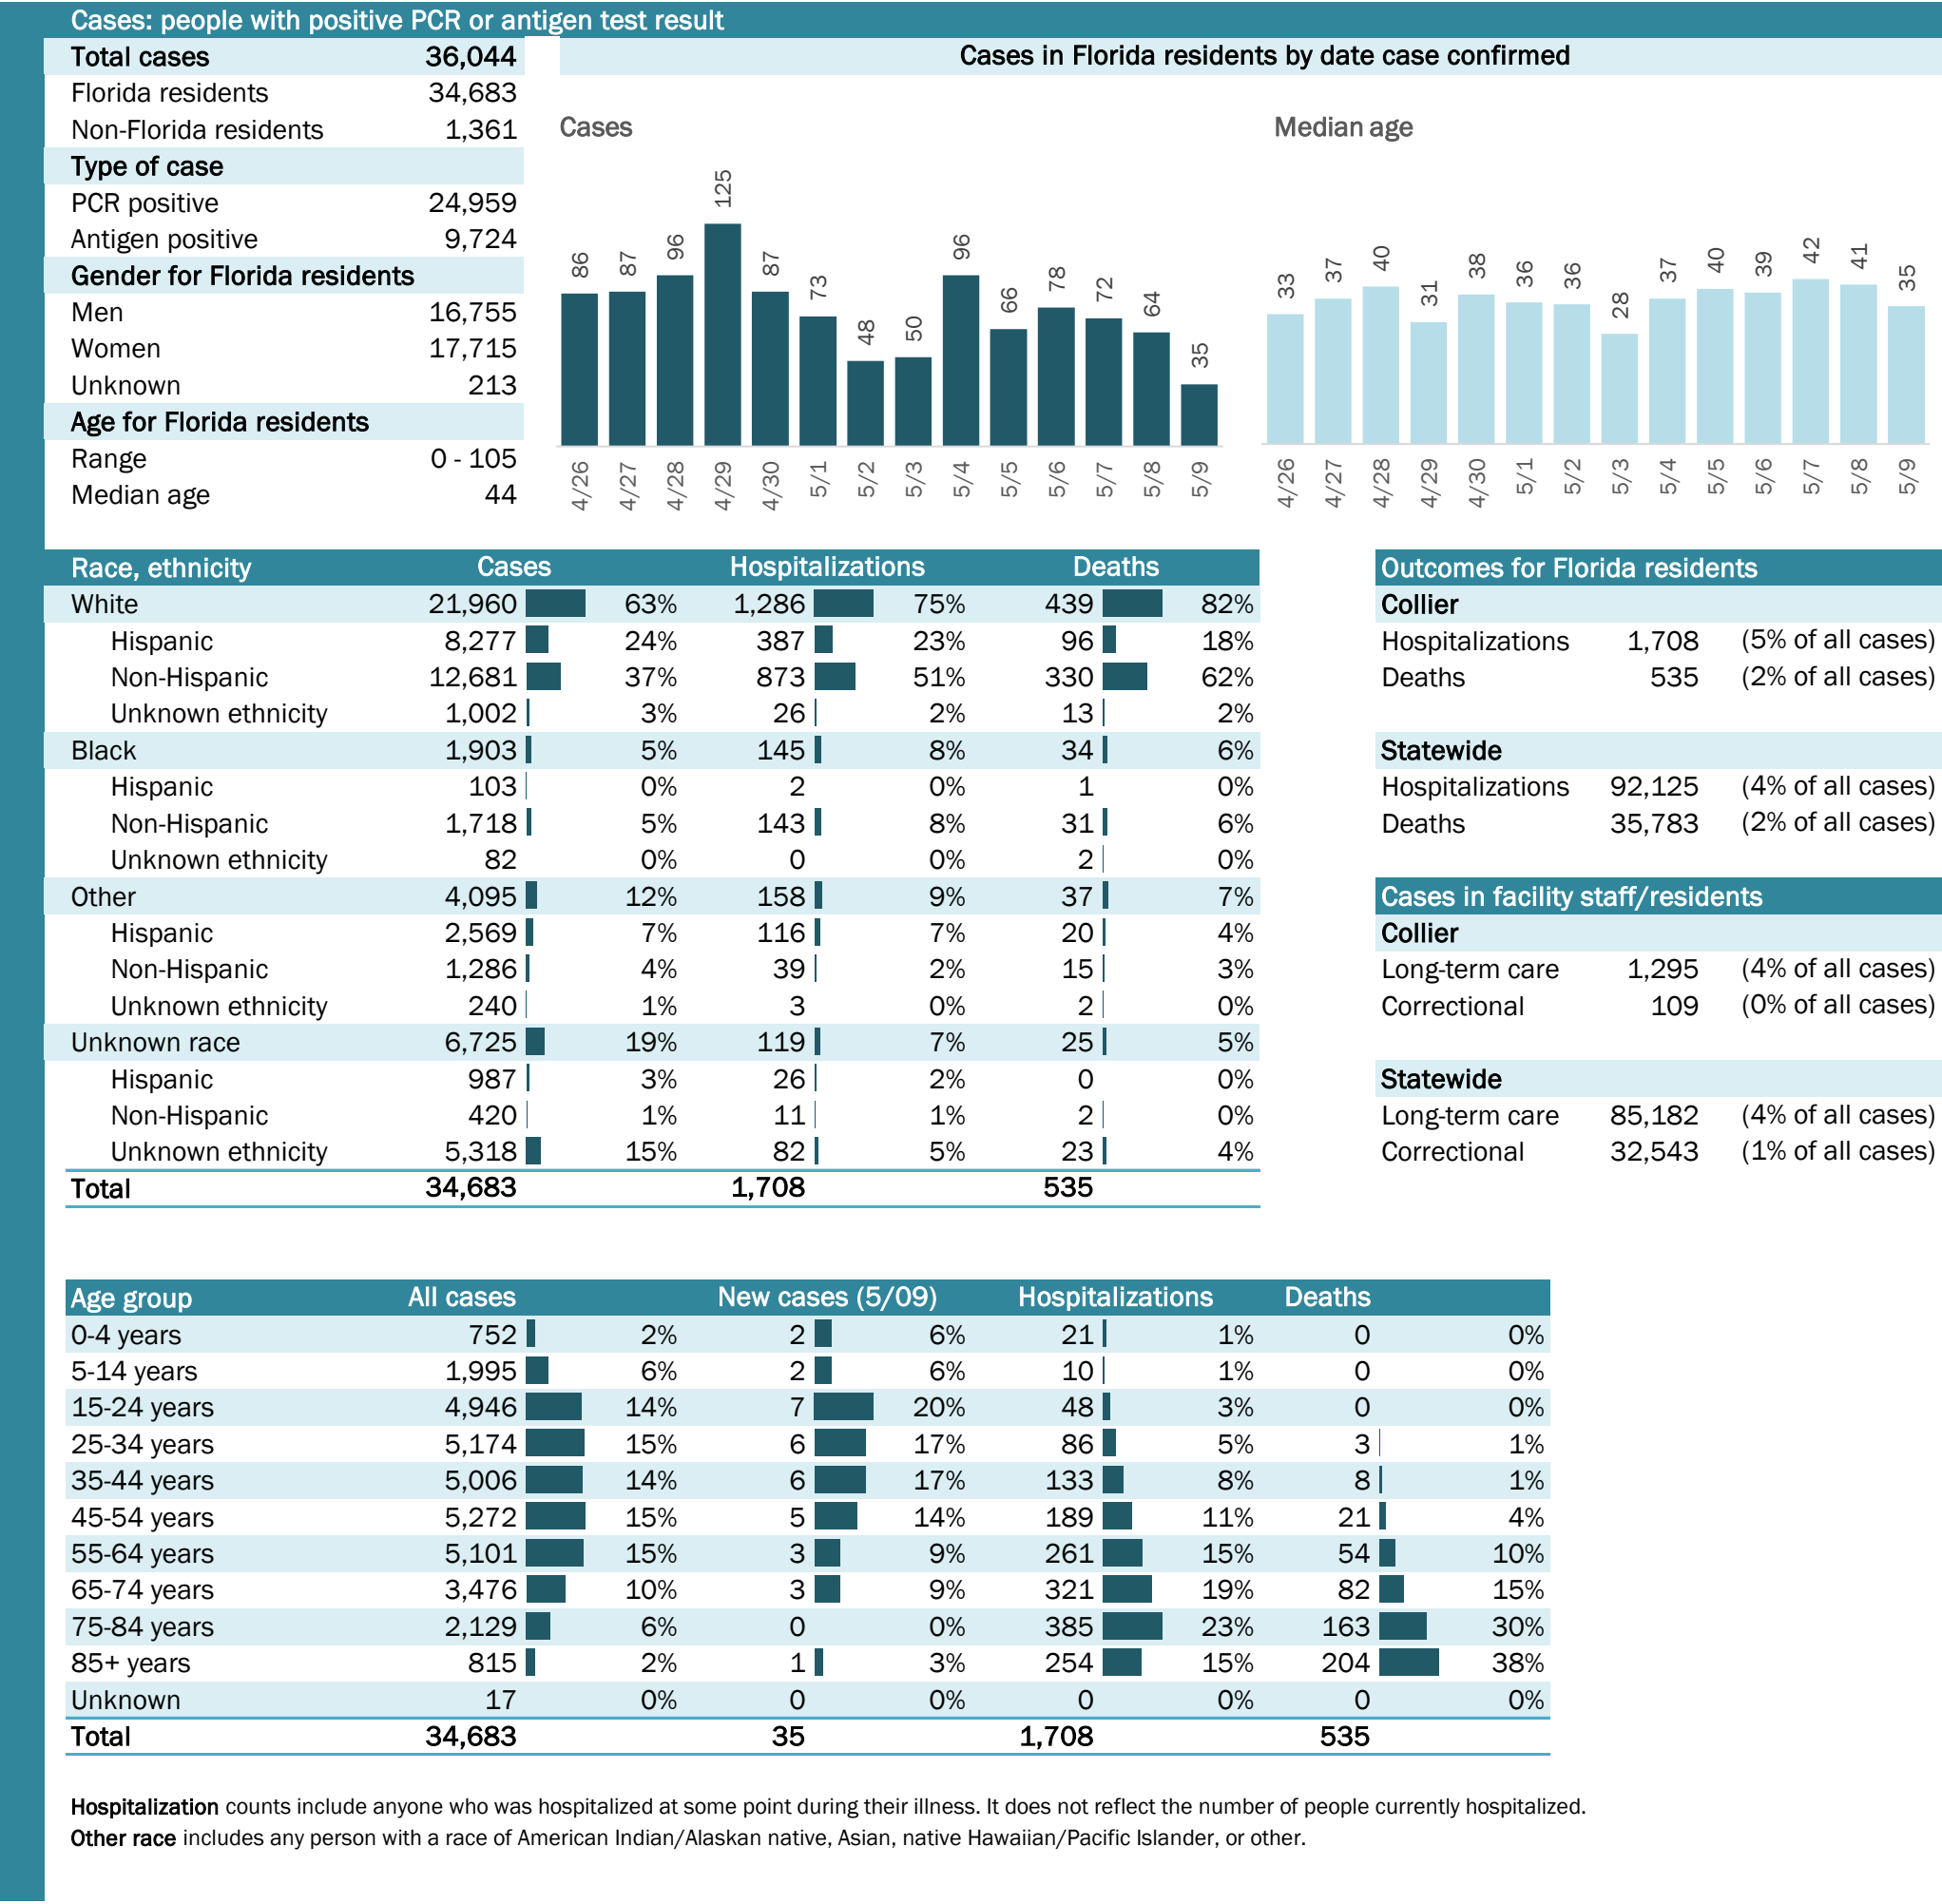 Cases: people with positive PCR or antigen test result
Total cases 36,044
Florida residents 34,683
Non-Florida residents 1,361
Type of case
PCR positive 24,959
Antigen positive 9,724
Gender for Florida residents
Men 16,755
Women 17,715
Unknown 213
Age for Florida residents
Range 0 - 105
Median age 44
Cases in Florida residents by date case confirmed
Cases
86 87 96 125 87 73 48 50 96 66 78 72 64 35
4/26 4/27 4/28 4/29 4/30 5/1 5/2 5/3 5/4 5/5 5/6 5/7 5/8 5/9
Median age
33 37 40 31 38 36 36 28 37 40 39 42 41 35
4/26 4/27 4/28 4/29 4/30 5/1 5/2 5/3 5/4 5/5 5/6 5/7 5/8 5/9
Race, ethnicity Cases Hospitalizations Deaths
White 21,960 63% 1,286 75% 439 82%
Hispanic 8,277 24% 387 23% 96 18%
Non-Hispanic 12,681 37% 873 51% 330 62%
Unknown ethnicity 1,002 3% 26 2% 13 2%
Black 1,903 5% 145 8% 34 6%
Hispanic 103 0% 2 0% 1 0%
Non-Hispanic 1,718 5% 143 8% 31 6%
Unknown ethnicity 82 0% 0 0% 2 0%
Other 4,095 12% 158 9% 37 7%
Hispanic 2,569 7% 116 7% 20 4%
Non-Hispanic 1,286 4% 39 2% 15 3%
Unknown ethnicity 240 1% 3 0% 2 0%
Unknown race 6,725 19% 119 7% 25 5%
Hispanic 987 3% 26 2% 0 0%
Non-Hispanic 420 1% 11 1% 2 0%
Unknown ethnicity 5,318 15% 82 5% 23 4%
Total 34,683 1,708 535
Outcomes for Florida residents
Collier
Hospitalizations 1,708 (5% of all cases)
Deaths 535 (2% of all cases)
Statewide
Hospitalizations 92,125 (4% of all cases)
Deaths 35,783 (2% of all cases)
Cases in facility staff/residents
Collier
Long-term care 1,295 (4% of all cases)
Correctional 109 (0% of all cases)
Statewide
Long-term care 85,182 (4% of all cases)
Correctional 32,543 (1% of all cases)
Age group All cases New cases (5/09) Hospitalizations Deaths
0-4 years 752 2% 2 6% 21 1% 0 0%
5-14 years 1,995 6% 2 6% 10 1% 0 0%
15-24 years 4,946 14% 7 20% 48 3% 0 0%
25-34 years 5,174 15% 6 17% 86 5% 3 1%
35-44 years 5,006 14% 6 17% 133 8% 8 1%
45-54 years 5,272 15% 5 14% 189 11% 21 4%
55-64 years 5,101 15% 3 9% 261 15% 54 10%
65-74 years 3,476 10% 3 9% 321 19% 82 15%
75-84 years 2,129 6% 0 0% 385 23% 163 30%
85+ years 815 2% 1 3% 254 15% 204 38%
Unknown 17 0% 0 0% 0 0% 0 0%
Total 34,683 35 1,708 535
Hospitalization counts include anyone who was hospitalized at some point during their illness. It does not reflect the number of people currently hospitalized.
Other race includes any person with a race of American Indian/Alaskan native, Asian, native Hawaiian/Pacific Islander, or other.